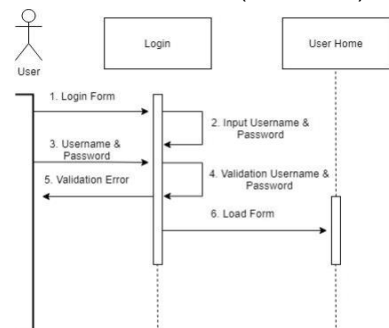 Login
User Home
User
1. Login Form
2. Input Username &
Password
3. Username &
Password
4. Validation Username &
Password
5. Validation Error
6. Load Form